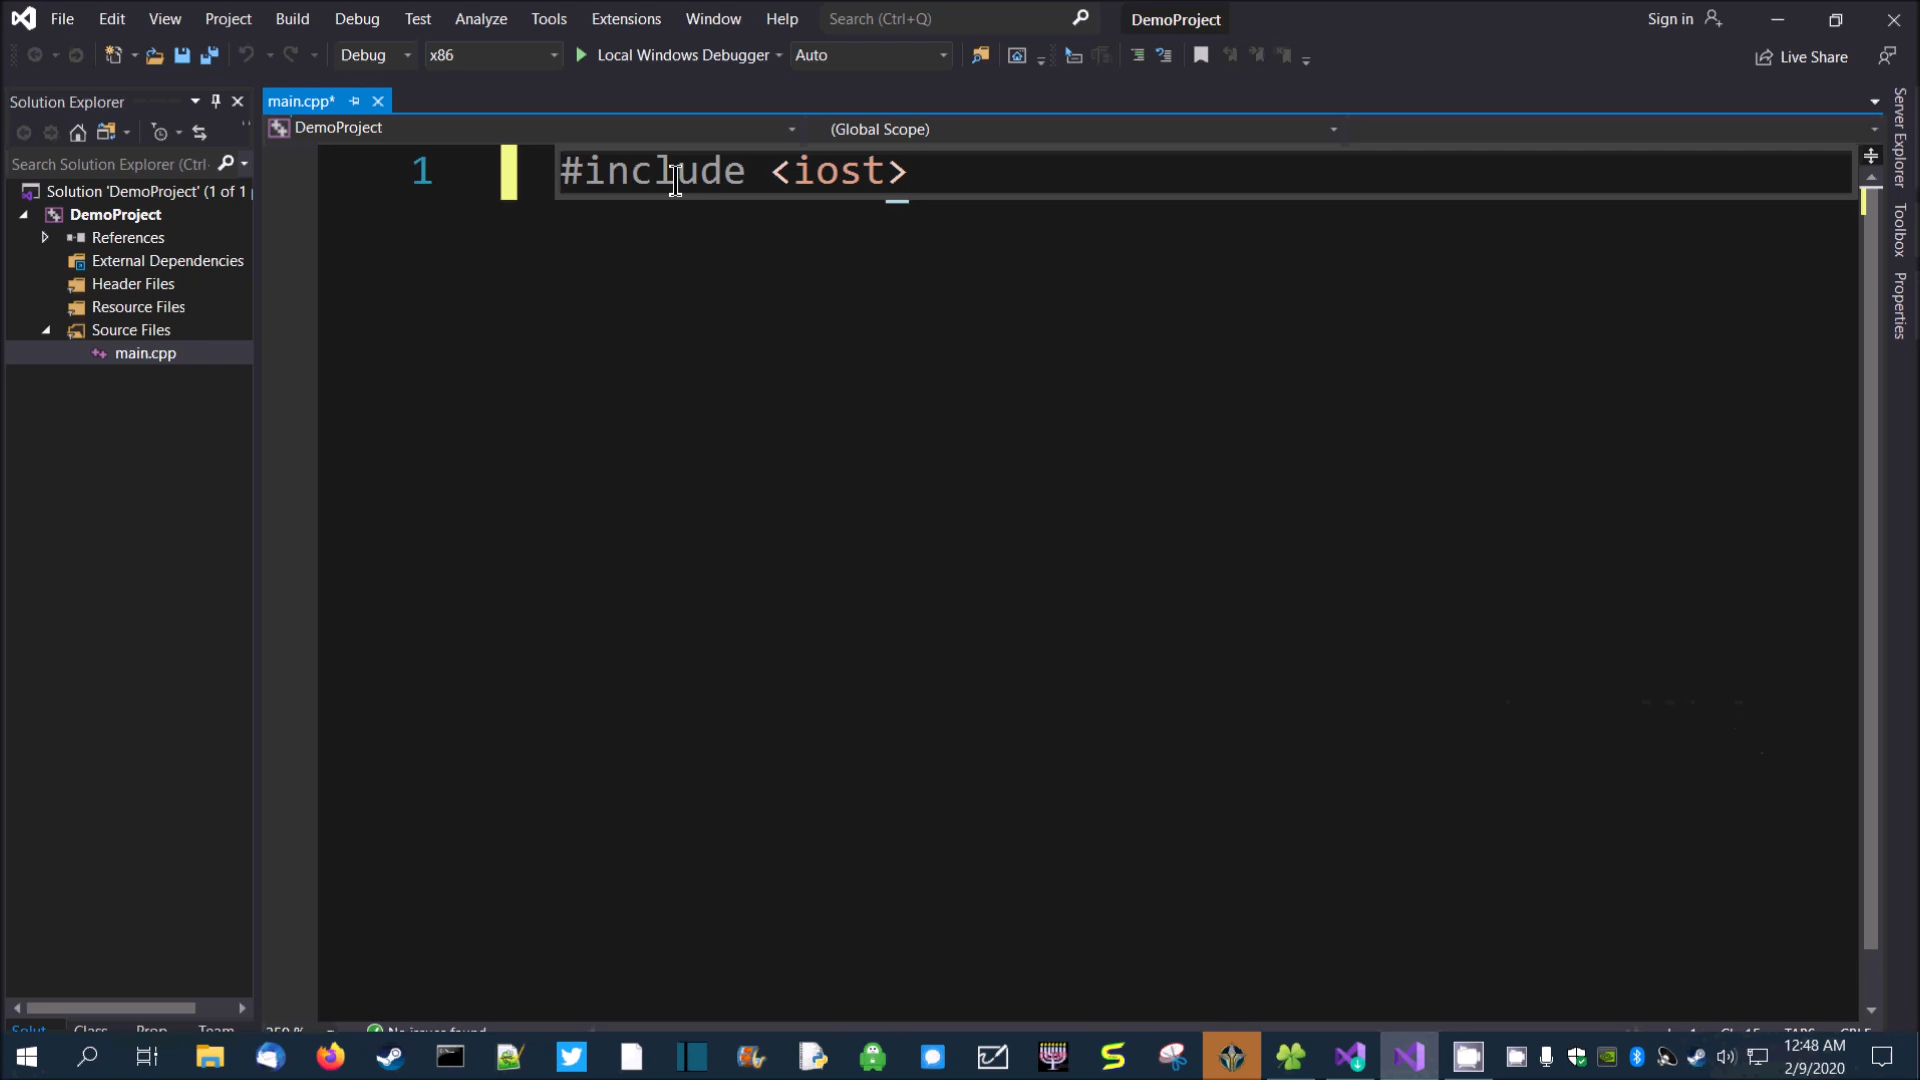 File Edit View Project Build Debug Test Analyze Tools Extensions Window Help Search (Ctrl+Q) DemoProject Sign in
Debug x86 Local Windows Debugger Auto Live Share
Solution Explorer main.cpp*
DemoProject (Global Scope)
Search Solution Explorer (Ctrl
1 #include <iost>
Solution 'DemoProject' (1 of 1
DemoProject
References
External Dependencies
Header Files
Resource Files
Source Files
main.cpp
Server Explorer
Toolbox
Properties
No issues found
12:48 AM
2/9/2020